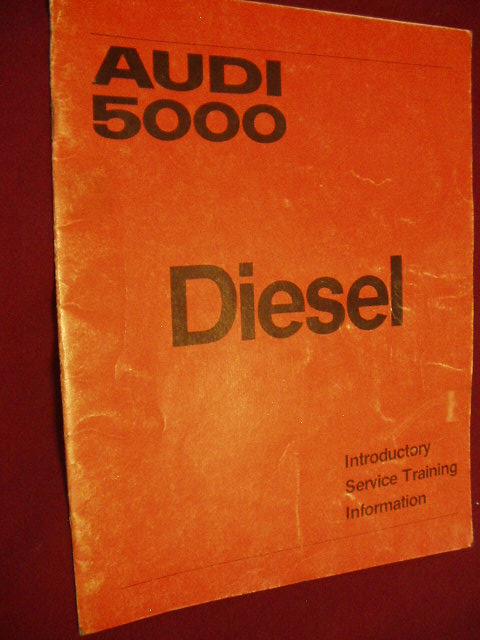 AUDI
5000
Diesel
Introductory
Service Training
Information